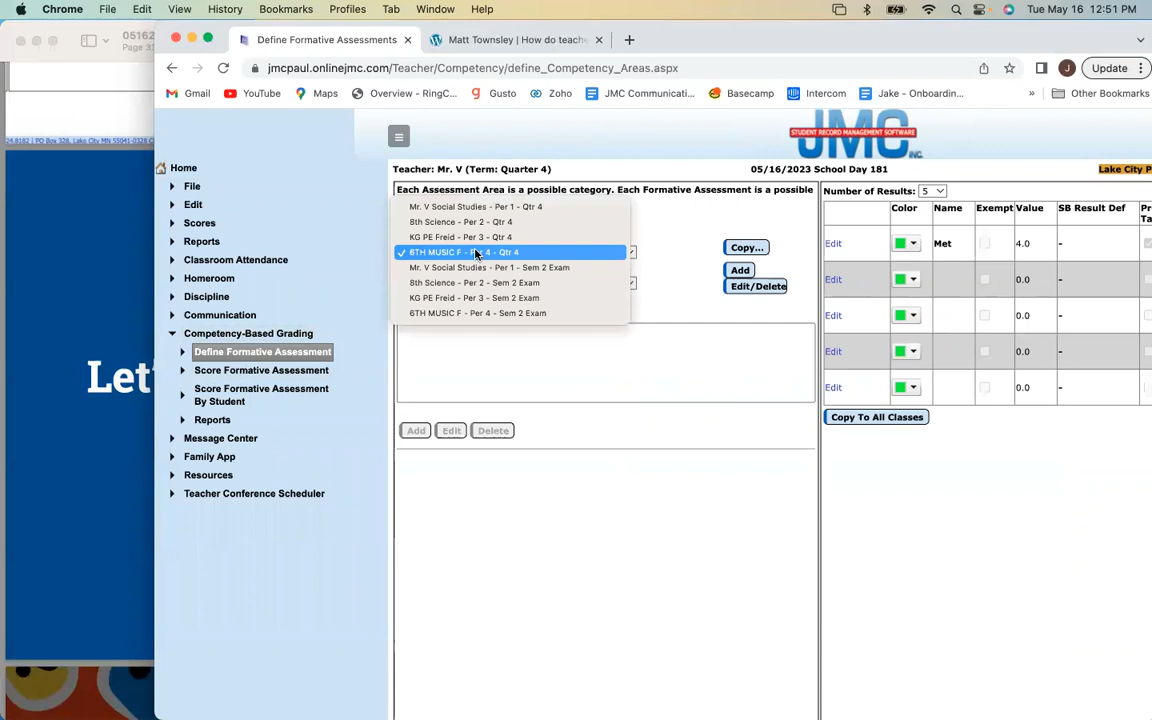 Chrome File Edit View History Bookmarks Profiles Tab Window Help Tue May 16 12:51 PM
05162
Page 3
Define Formative Assessments
Matt Townsley | How do teache
jmcpaul.onlinejmc.com/Teacher/Competency/define_Competency_Areas.aspx
J
Update
Gmail YouTube Maps Overview - RingC... Gusto Zoho JMC Communicati... Basecamp Intercom Jake - Onboardin... » Other Bookmarks
JMC
STUDENT RECORD MANAGEMENT SOFTWARE
INC.
Teacher: Mr. V (Term: Quarter 4) 05/16/2023 School Day 181 Lake City P
Each Assessment Area is a possible category. Each Formative Assessment is a possible
Home
File
Edit
Scores
Reports
Classroom Attendance
Homeroom
Discipline
Communication
Competency-Based Grading
Define Formative Assessment
Score Formative Assessment
Score Formative Assessment
By Student
Reports
Message Center
Family App
Resources
Teacher Conference Scheduler
Mr. V Social Studies - Per 1 - Qtr 4
8th Science - Per 2 - Qtr 4
KG PE Freid - Per 3 - Qtr 4
✓ 6TH MUSIC F - Per 4 - Qtr 4
Mr. V Social Studies - Per 1 - Sem 2 Exam
8th Science - Per 2 - Sem 2 Exam
KG PE Freid - Per 3 - Sem 2 Exam
6TH MUSIC F - Per 4 - Sem 2 Exam
Copy...
Add
Edit/Delete
Add Edit Delete
Number of Results: 5
Color Name Exempt Value SB Result Def
Edit Met 4.0 -
Edit 0.0 -
Edit 0.0 -
Edit 0.0 -
Edit 0.0 -
Copy To All Classes
Let'